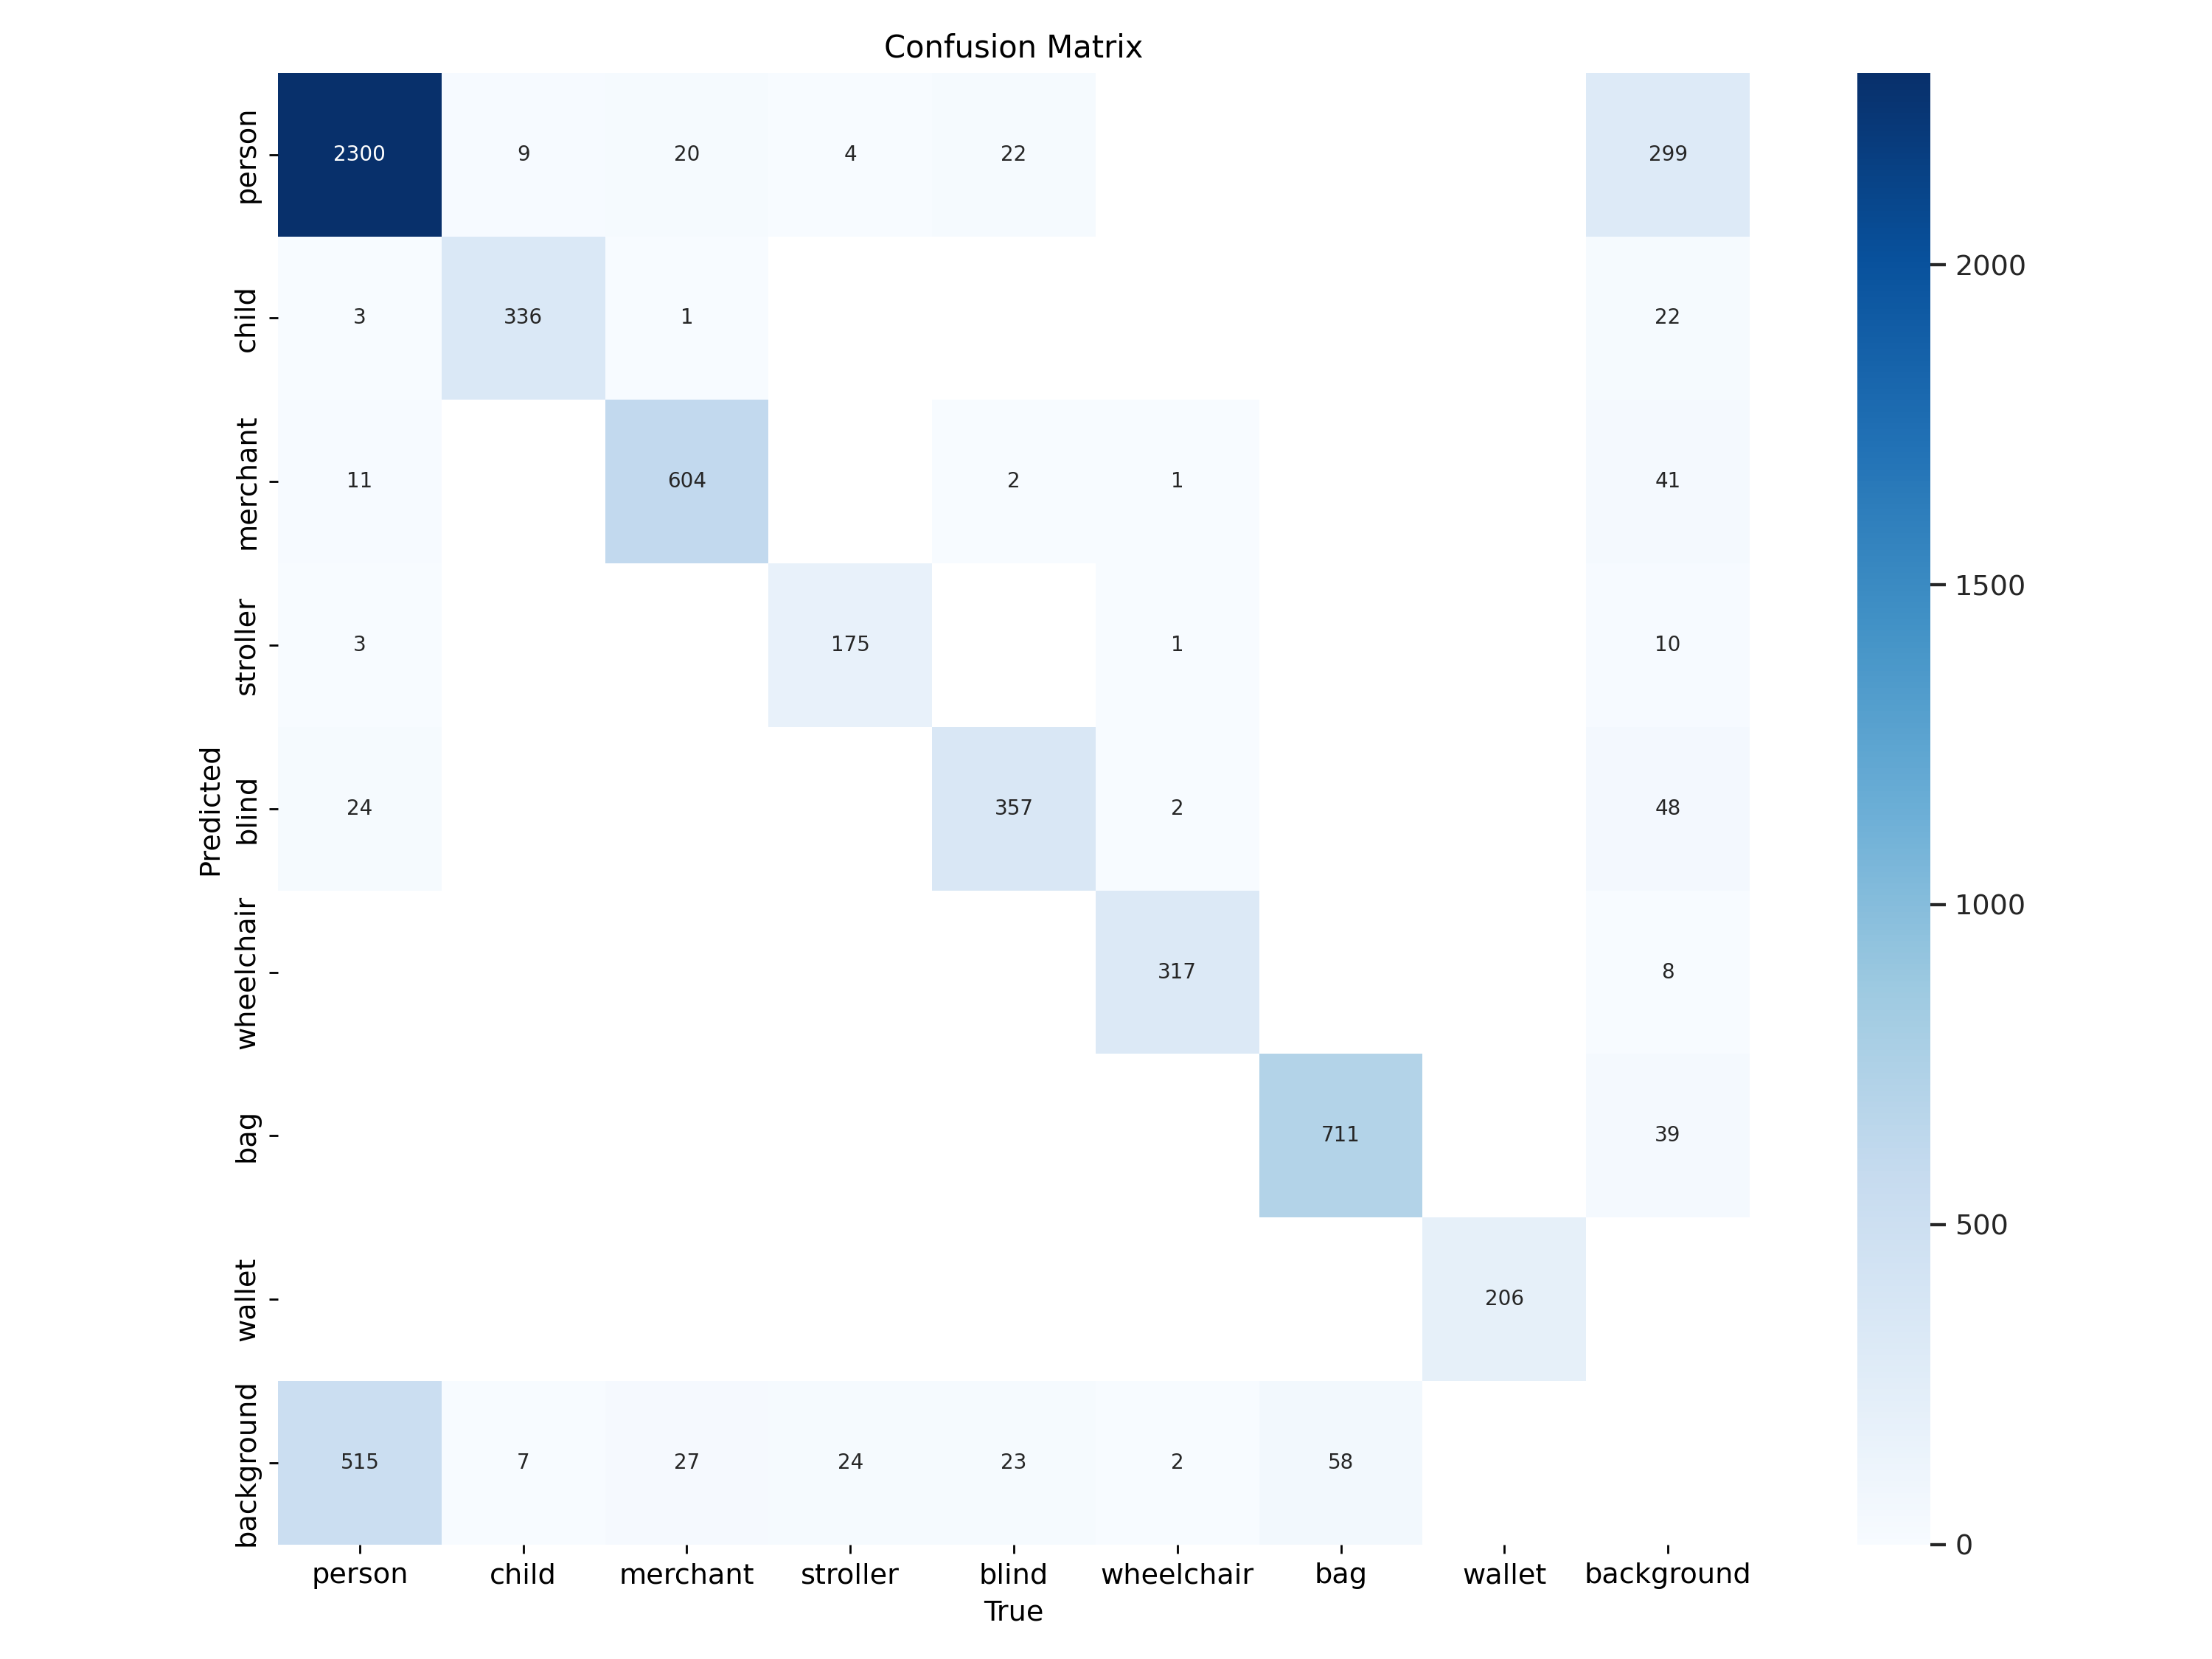 Confusion Matrix
person 2300 9 20 4 22 299
child 3 336 1 22
merchant 11 604 2 1 41
stroller 3 175 1 10
blind 24 357 2 48
wheelchair 317 8
bag 711 39
wallet 206
background 515 7 27 24 23 2 58
Predicted
person child merchant stroller blind wheelchair bag wallet background
True
2000
1500
1000
500
0